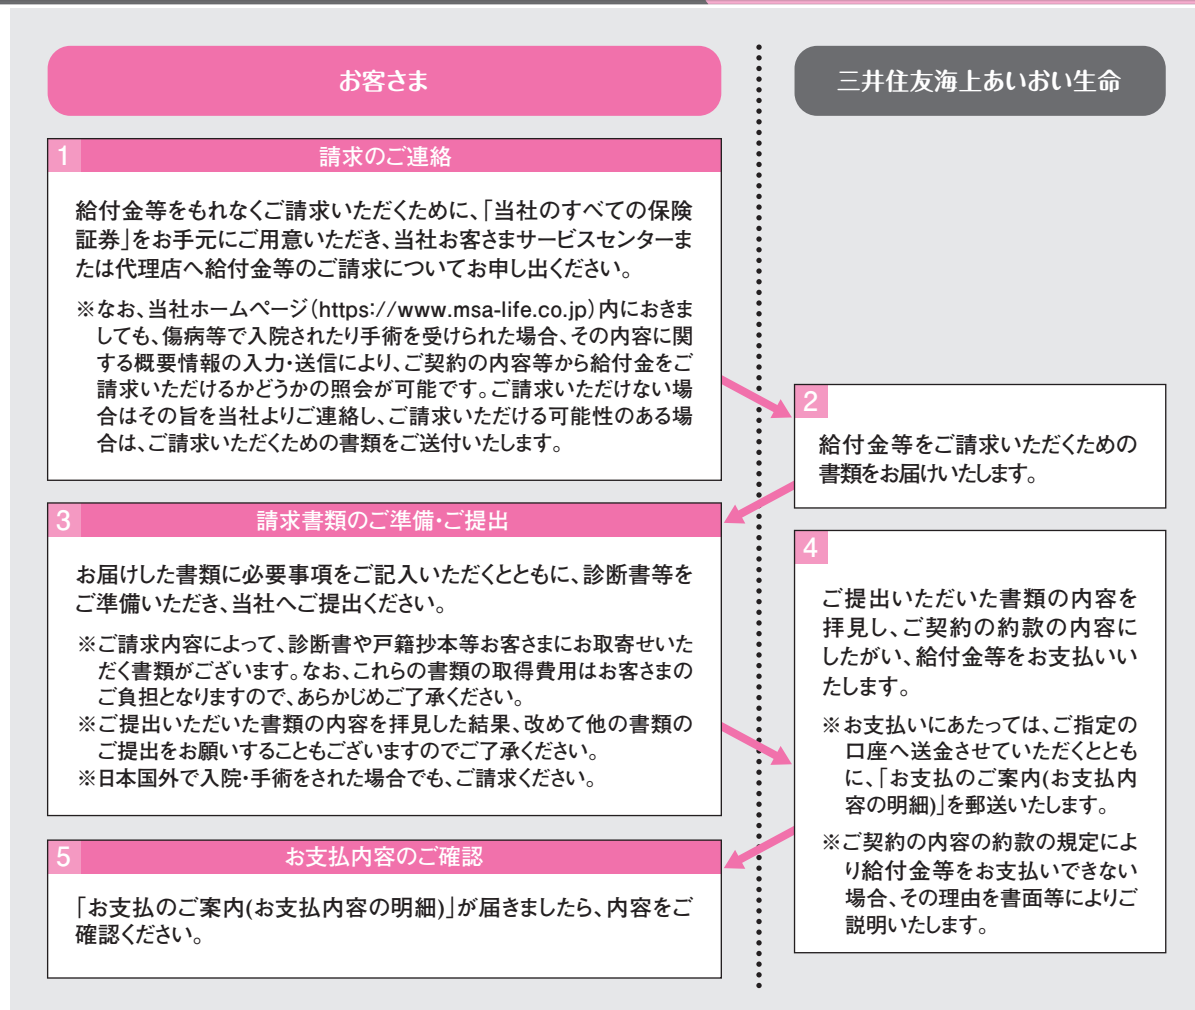 お客さま
三井住友海上あいおい生命
1 請求のご連絡
給付金等をもれなくご請求いただくために、「当社のすべての保険
証券」をお手元にご用意いただき、当社お客さまサービスセンターま
たは代理店へ給付金等のご請求についてお申し出ください。
※なお、当社ホームページ(https://www.msa-life.co.jp)内におきま
しても、傷病等で入院されたり手術を受けられた場合、その内容に関
する概要情報の入力・送信により、ご契約の内容等から給付金をご
請求いただけるかどうかの照会が可能です。ご請求いただけない場
合はその旨を当社よりご連絡し、ご請求いただける可能性のある場
合は、ご請求いただくための書類をご送付いたします。
2
給付金等をご請求いただくための
書類をお届けいたします。
3 請求書類のご準備・ご提出
お届けした書類に必要事項をご記入いただくとともに、診断書等を
ご準備いただき、当社へご提出ください。
※ご請求内容によって、診断書や戸籍抄本等お客さまにお取寄せいた
だく書類がございます。なお、これらの書類の取得費用はお客さまの
ご負担となりますので、あらかじめご了承ください。
※ご提出いただいた書類の内容を拝見した結果、改めて他の書類の
ご提出をお願いすることもございますのでご了承ください。
※日本国外で入院・手術をされた場合でも、ご請求ください。
4
ご提出いただいた書類の内容を
拝見し、ご契約の約款の内容に
したがい、給付金等をお支払いい
たします。
※お支払いにあたっては、ご指定の
口座へ送金させていただくととも
に、「お支払のご案内(お支払内
容の明細)」を郵送いたします。
※ご契約の内容の約款の規定によ
り給付金等をお支払いできない
場合、その理由を書面等によりご
説明いたします。
5 お支払内容のご確認
「お支払のご案内(お支払内容の明細)」が届きましたら、内容をご
確認ください。